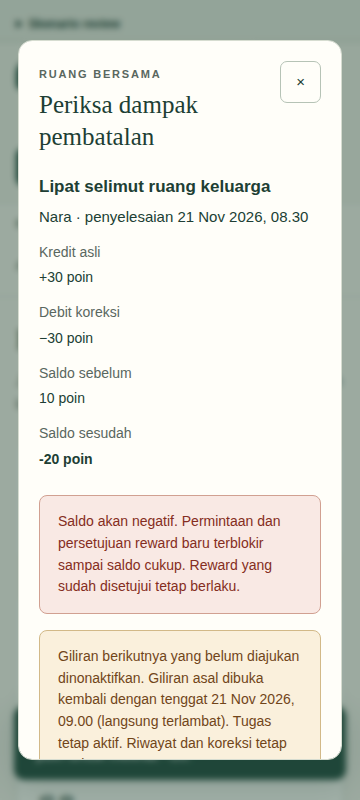 RUANG BERSAMA
×
Periksa dampak
pembatalan
Lipat selimut ruang keluarga
Nara · penyelesaian 21 Nov 2026, 08.30
Kredit asli
+30 poin
Debit koreksi
−30 poin
Saldo sebelum
10 poin
Saldo sesudah
-20 poin
Saldo akan negatif. Permintaan dan
persetujuan reward baru terblokir
sampai saldo cukup. Reward yang
sudah disetujui tetap berlaku.
Giliran berikutnya yang belum diajukan
dinonaktifkan. Giliran asal dibuka
kembali dengan tenggat 21 Nov 2026,
09.00 (langsung terlambat). Tugas
tetap aktif. Riwayat dan koreksi tetap